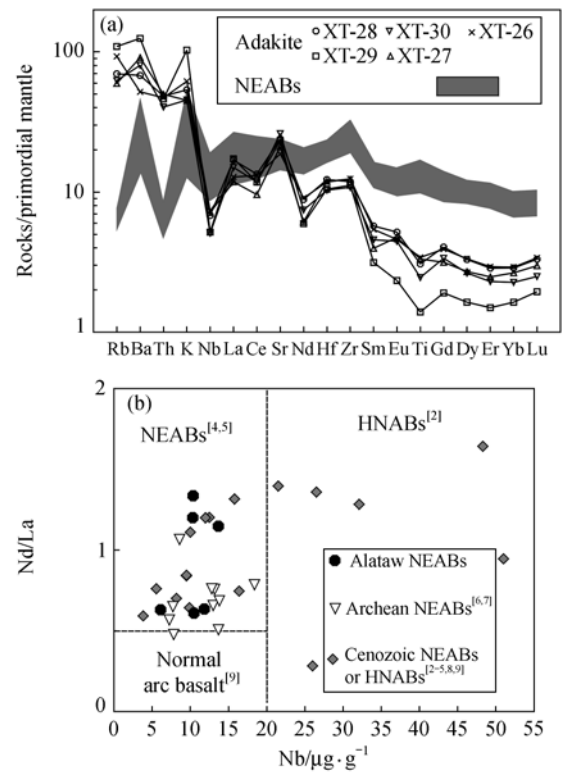 (a)
Adakite
XT-28 XT-30 XT-26
XT-29 XT-27
NEABs
Rocks/primordial mantle
100
10
1
Rb Ba Th K Nb La Ce Sr Nd Hf Zr Sm Eu Ti Gd Dy Er Yb Lu
(b)
NEABs[4,5]
HNABs[2]
Nd/La
2
1
0
Alataw NEABs
Archean NEABs[6,7]
Cenozoic NEABs
or HNABs[2-5,8,9]
Normal
arc basalt[9]
0 5 10 15 20 25 30 35 40 45 50 55
Nb/μg·g⁻¹